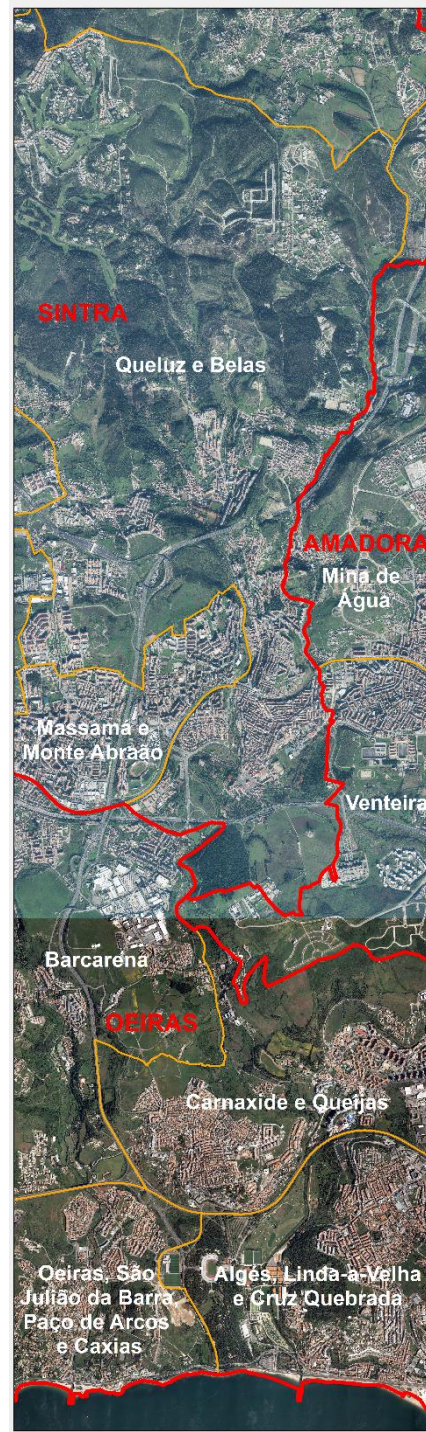 SINTRA
Queluz e Belas
AMADORA
Mina de
Água
Massamá e
Monte Abraão
Venteira
Barcarena
OEIRAS
Carnaxide e Queijas
Oeiras, São
Julião da Barra,
Paço de Arcos
e Caxias
Algés, Linda-a-Velha
e Cruz Quebrada